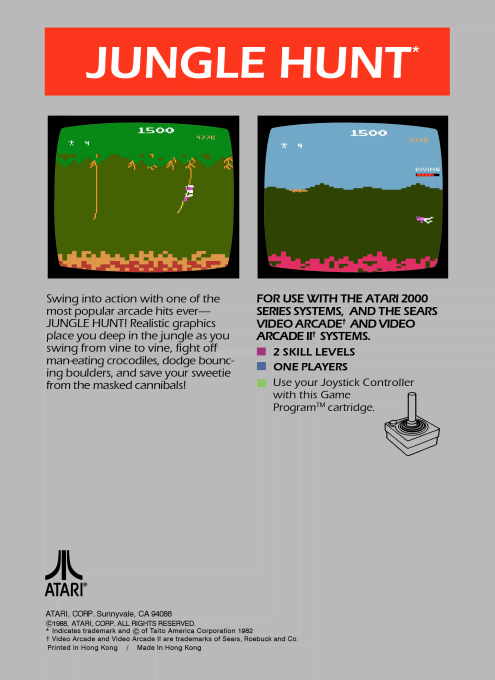 JUNGLE HUNT*
1500
4220
4
1500
4
DIVING
Swing into action with one of the
most popular arcade hits ever—
JUNGLE HUNT! Realistic graphics
place you deep in the jungle as you
swing from vine to vine, fight off
man-eating crocodiles, dodge bounc-
ing boulders, and save your sweetie
from the masked cannibals!
FOR USE WITH THE ATARI 2000
SERIES SYSTEMS, AND THE SEARS
VIDEO ARCADE† AND VIDEO
ARCADE II† SYSTEMS.
2 SKILL LEVELS
ONE PLAYERS
Use your Joystick Controller
with this Game
Program™ cartridge.
ATARI®
ATARI, CORP. Sunnyvale, CA 94086
©1988, ATARI, CORP. ALL RIGHTS RESERVED.
* Indicates trademark and © of Taito America Corporation 1982
† Video Arcade and Video Arcade II are trademarks of Sears, Roebuck and Co.
Printed in Hong Kong / Made In Hong Kong